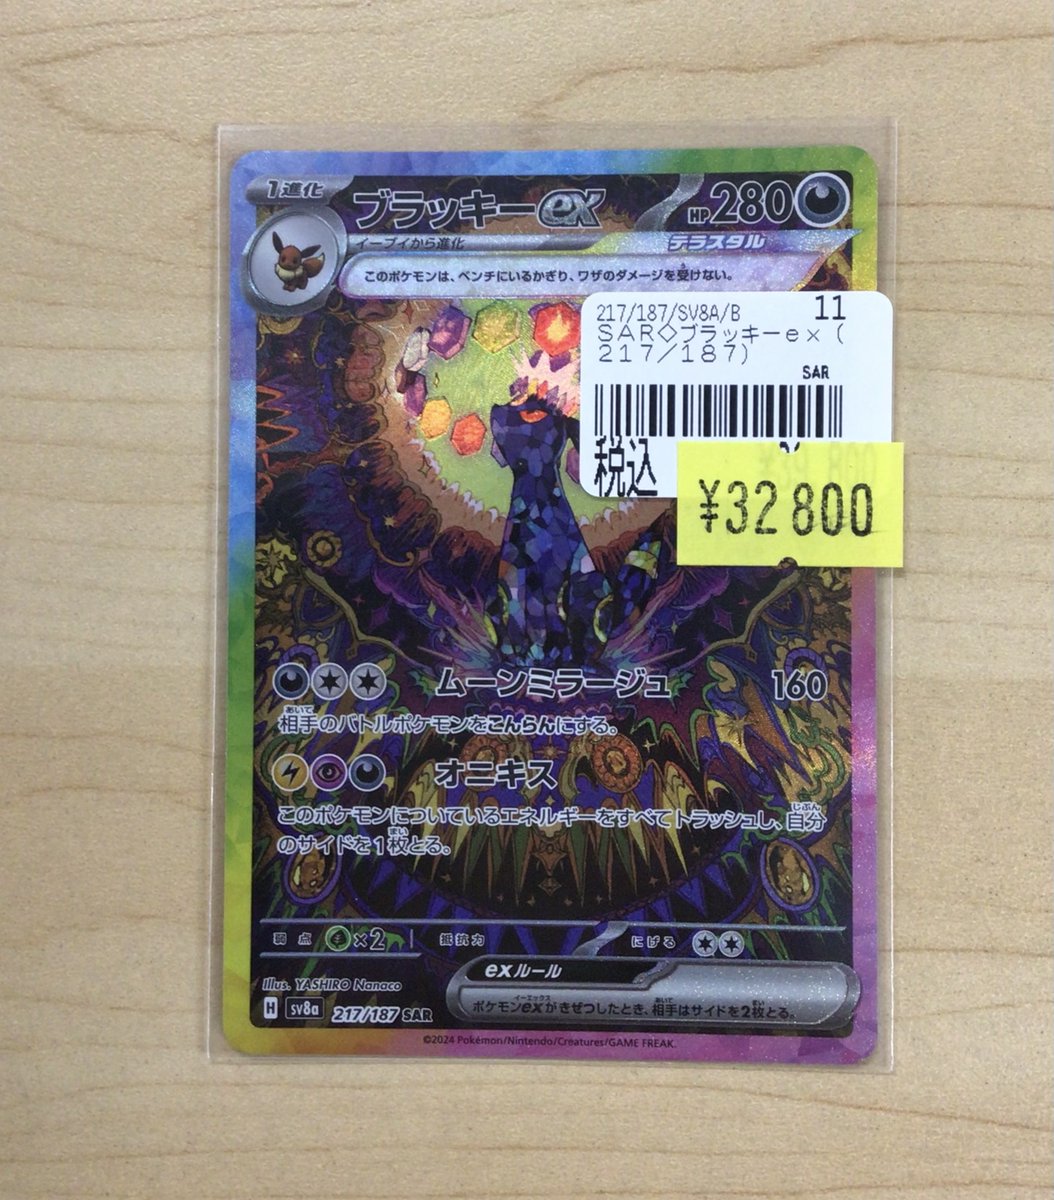 1進化
ブラッキーex
HP280
イーブイから進化
テラスタル
このポケモンは、ベンチにいるかぎり、ワザのダメージを受けない。
217/187/SV8A/B 11
SAR◇ブラッキーex(
217/187)
SAR
税込
¥32800
ムーンミラージュ 160
相手のバトルポケモンをこんらんにする。
オニキス
このポケモンについているエネルギーをすべてトラッシュし、自分
のサイドを1枚とる。
弱点 ×2 抵抗力 にげる
exルール
ポケモンexがきぜつしたとき、相手はサイドを2枚とる。
Illus. YASHIRO Nanaco
H sv8a 217/187 SAR
©2024 Pokémon/Nintendo/Creatures/GAME FREAK.